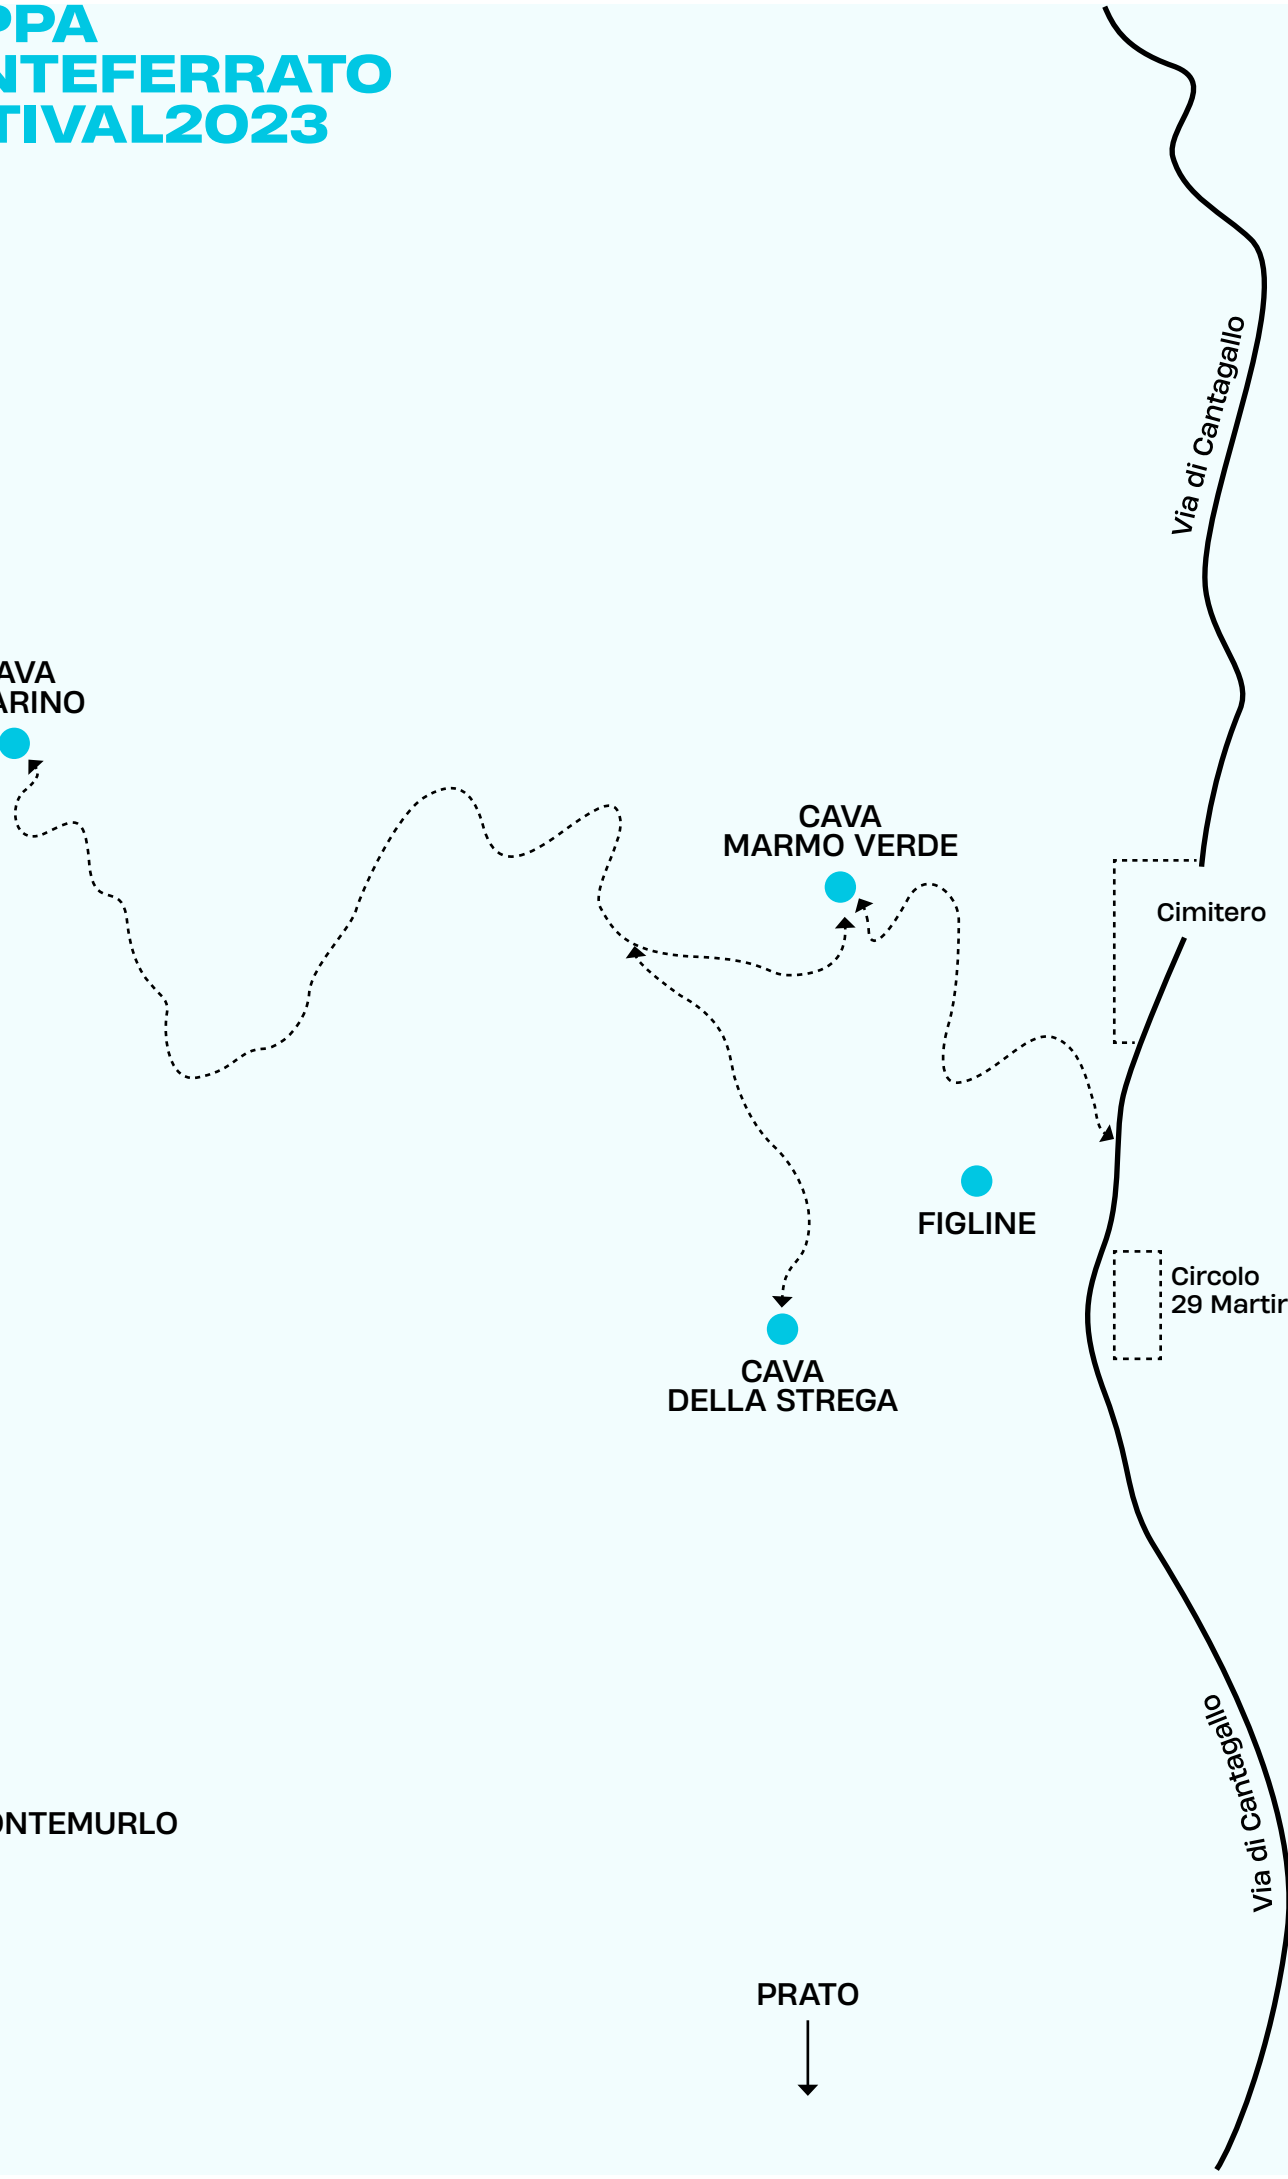 PPA
NTEFERRATO
TIVAL2023
Via di Cantagallo
AVA
ARINO
CAVA
MARMO VERDE
Cimitero
FIGLINE
Circolo
29 Martir
CAVA
DELLA STREGA
Via di Cantagallo
ONTEMURLO
PRATO